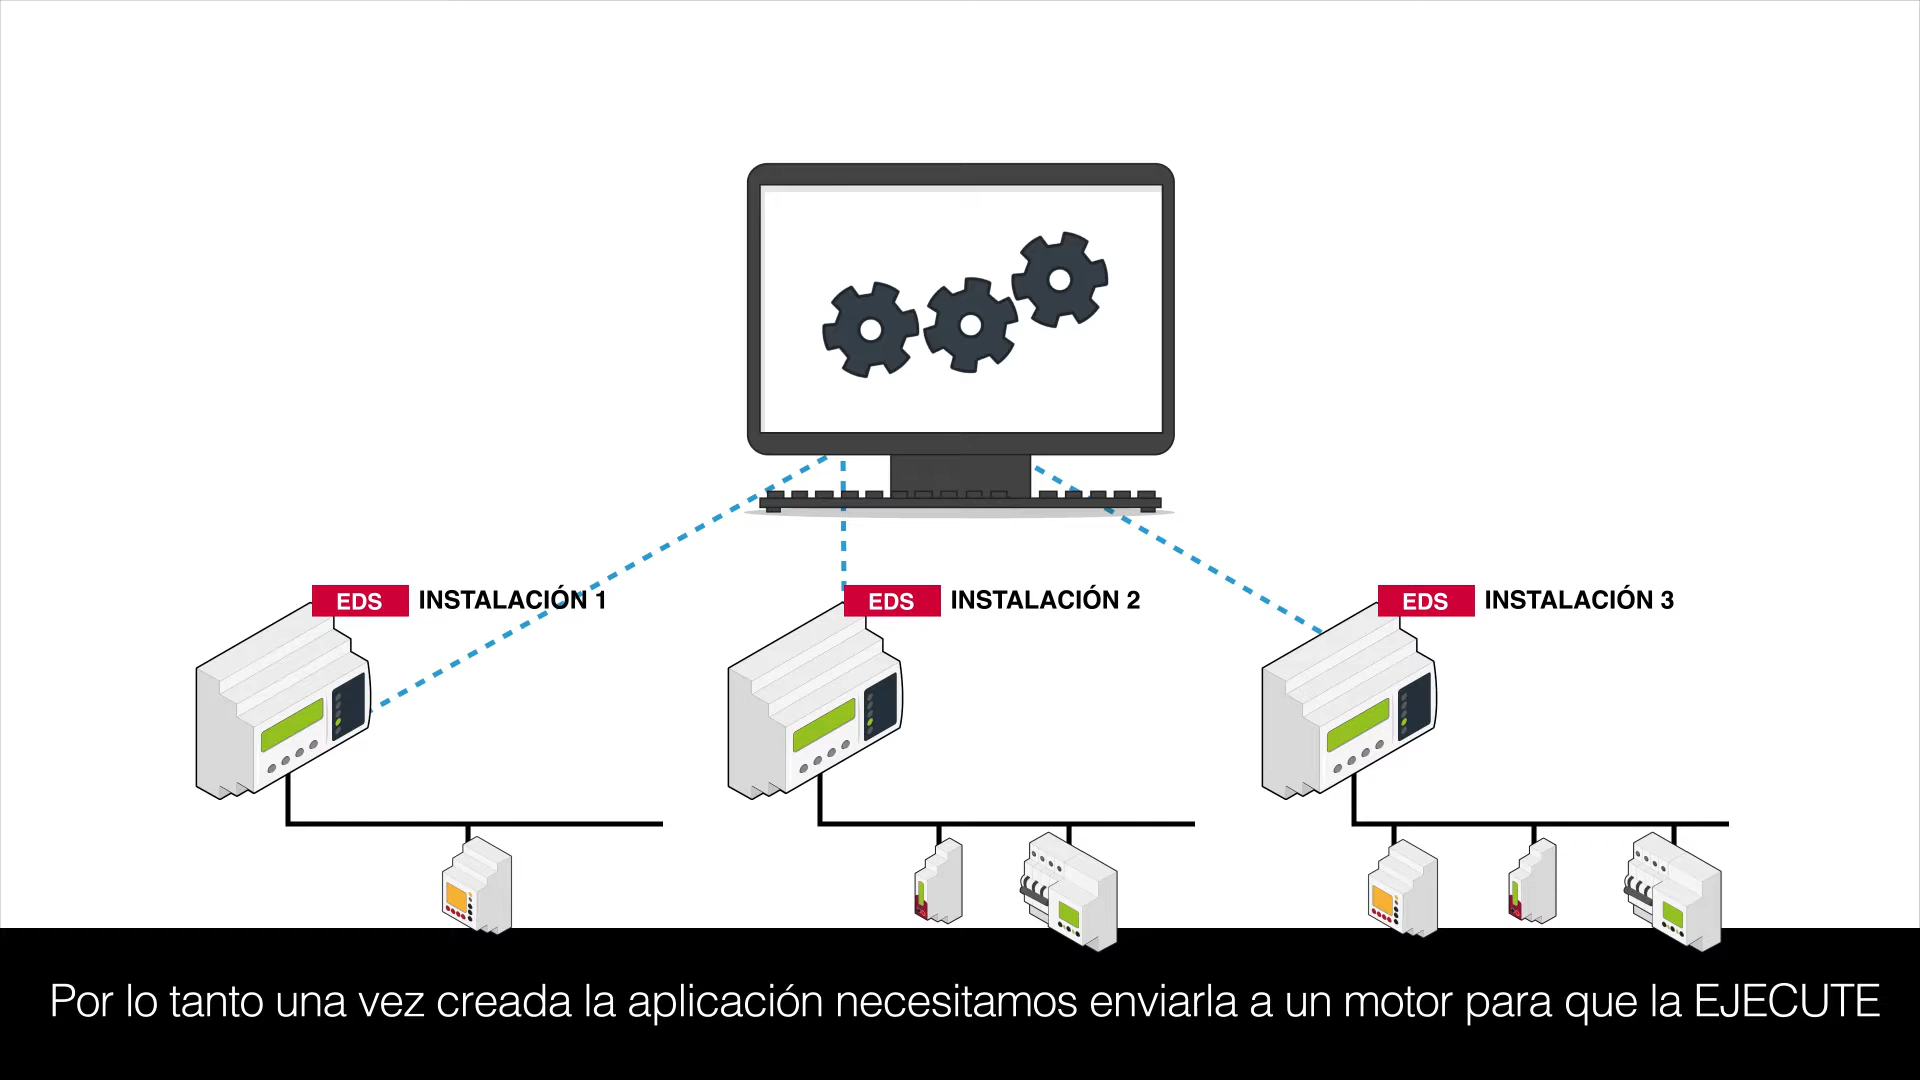 EDS INSTALACIÓN 1
EDS INSTALACIÓN 2
EDS INSTALACIÓN 3
Por lo tanto una vez creada la aplicación necesitamos enviarla a un motor para que la EJECUTE